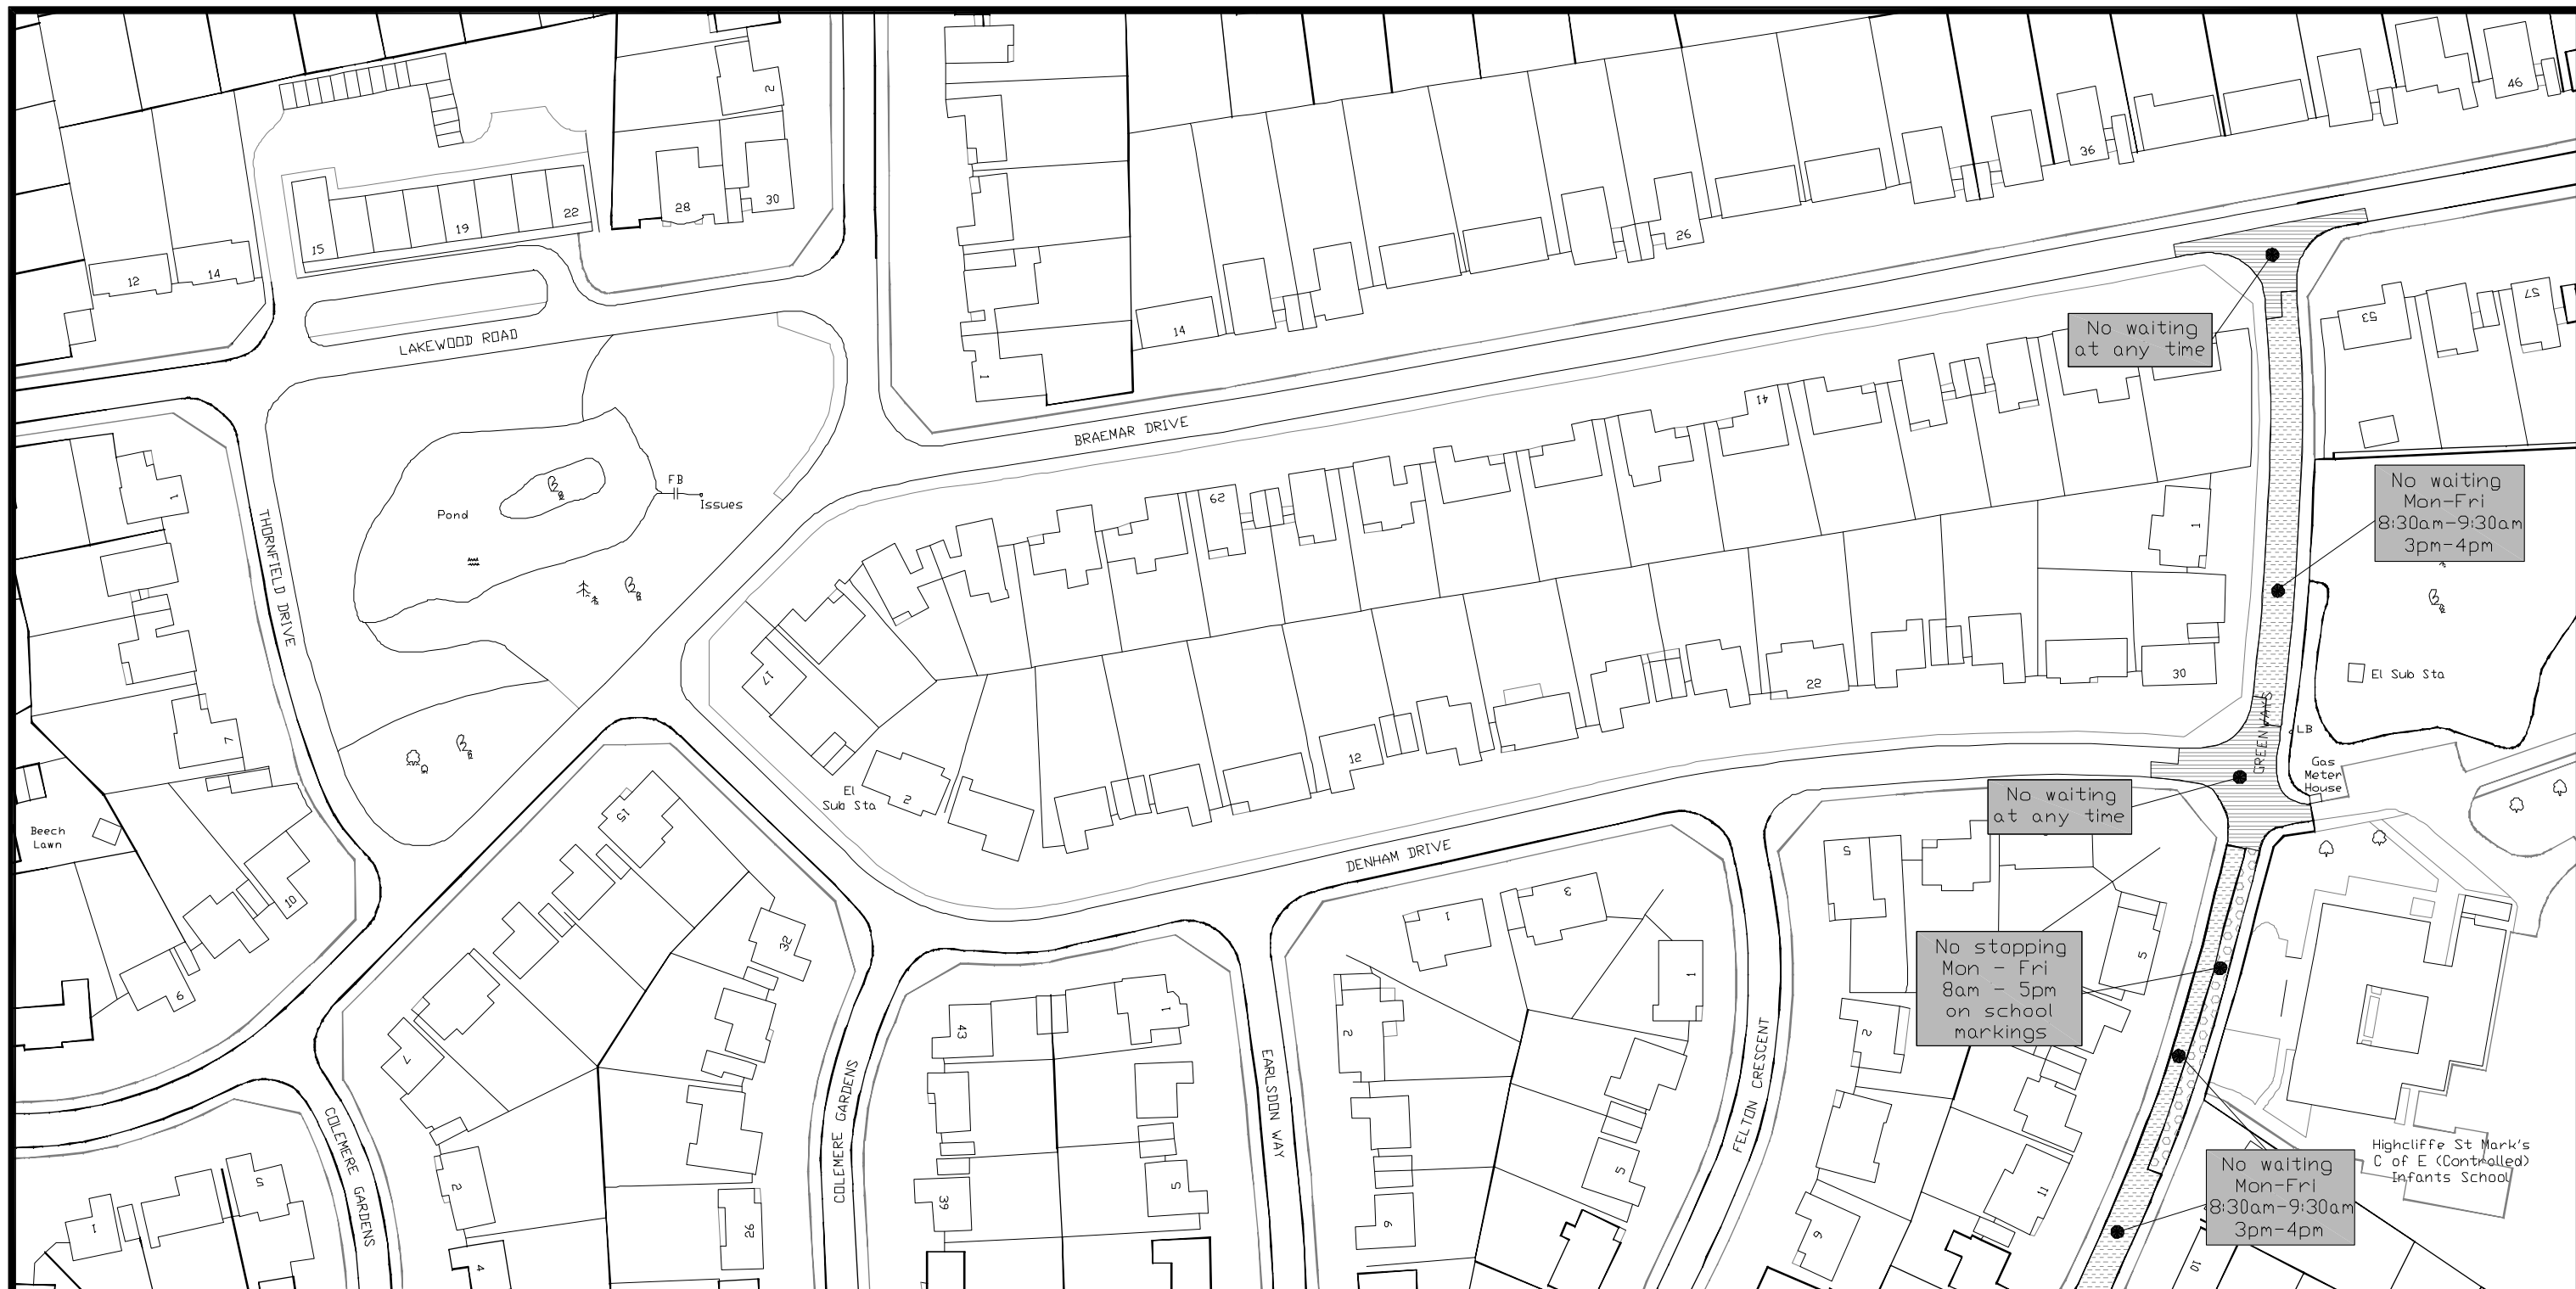 2
12
14
15
19
22
28
30
LAKEWOOD ROAD
1
14
26
36
46
BRAEMAR DRIVE
No waiting
at any time
53
57
41
62
1
THORNFIELD DRIVE
Pond
FB
Issues
No waiting
Mon-Fri
8:30am-9:30am
3pm-4pm
1
El Sub Sta
GREENWAYS
LB
Gas
Meter
House
7
17
El
Sub Sta
2
12
22
30
No waiting
at any time
Beech
Lawn
10
6
15
32
DENHAM DRIVE
5
1
3
1
5
No stopping
Mon - Fri
8am - 5pm
on school
markings
7
43
1
2
2
COLEMERE GARDENS
COLEMERE GARDENS
EARLSDON WAY
FELTON CRESCENT
1
5
2
4
26
39
5
6
5
9
11
Highcliffe St Mark's
C of E (Controlled)
Infants School
No waiting
Mon-Fri
8:30am-9:30am
3pm-4pm
10